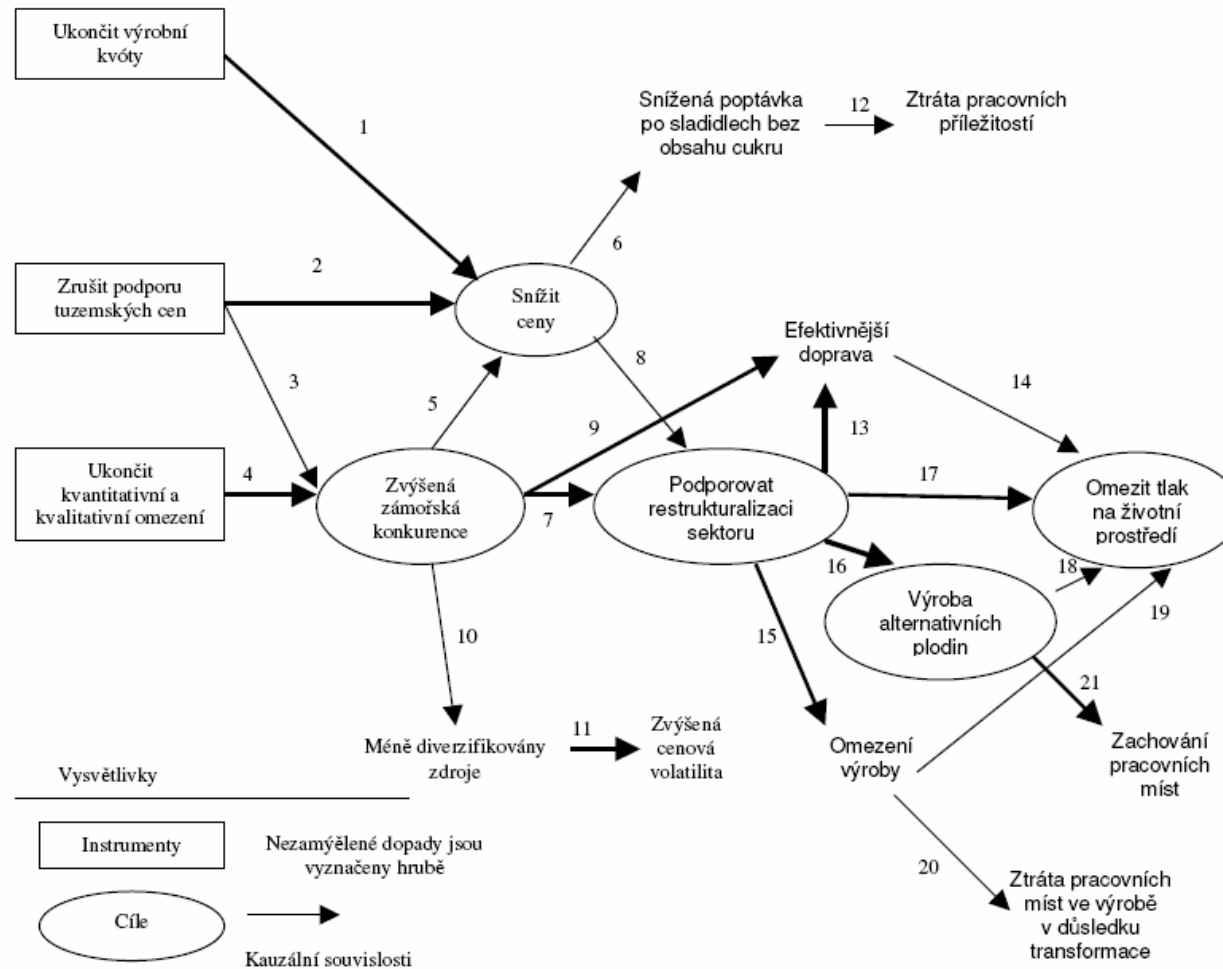 Ukončit výrobní
kvóty
1
Snížená poptávka
po sladidlech bez
obsahu cukru
12
Ztráta pracovních
příležitostí
6
Zrušit podporu
tuzemských cen
2
Snížit
ceny
3
5
8
9
Efektivnější
doprava
14
13
Ukončit
kvantitativní a
kvalitativní omezení
4
Zvýšená
zámořská
konkurence
7
Podporovat
restrukturalizaci
sektoru
17
Omezit tlak
na životní
prostředí
16
18
19
Výroba
alternativních
plodin
10
15
21
Méně diverzifikovány
zdroje
11
Zvýšená
cenová
volatilita
Omezení
výroby
Zachování
pracovních
míst
20
Ztráta pracovních
míst ve výrobě
v důsledku
transformace
Vysvětlivky
Instrumenty
Nezamýělené dopady jsou
vyznačeny hrubě
Cíle
Kauzální souvislosti